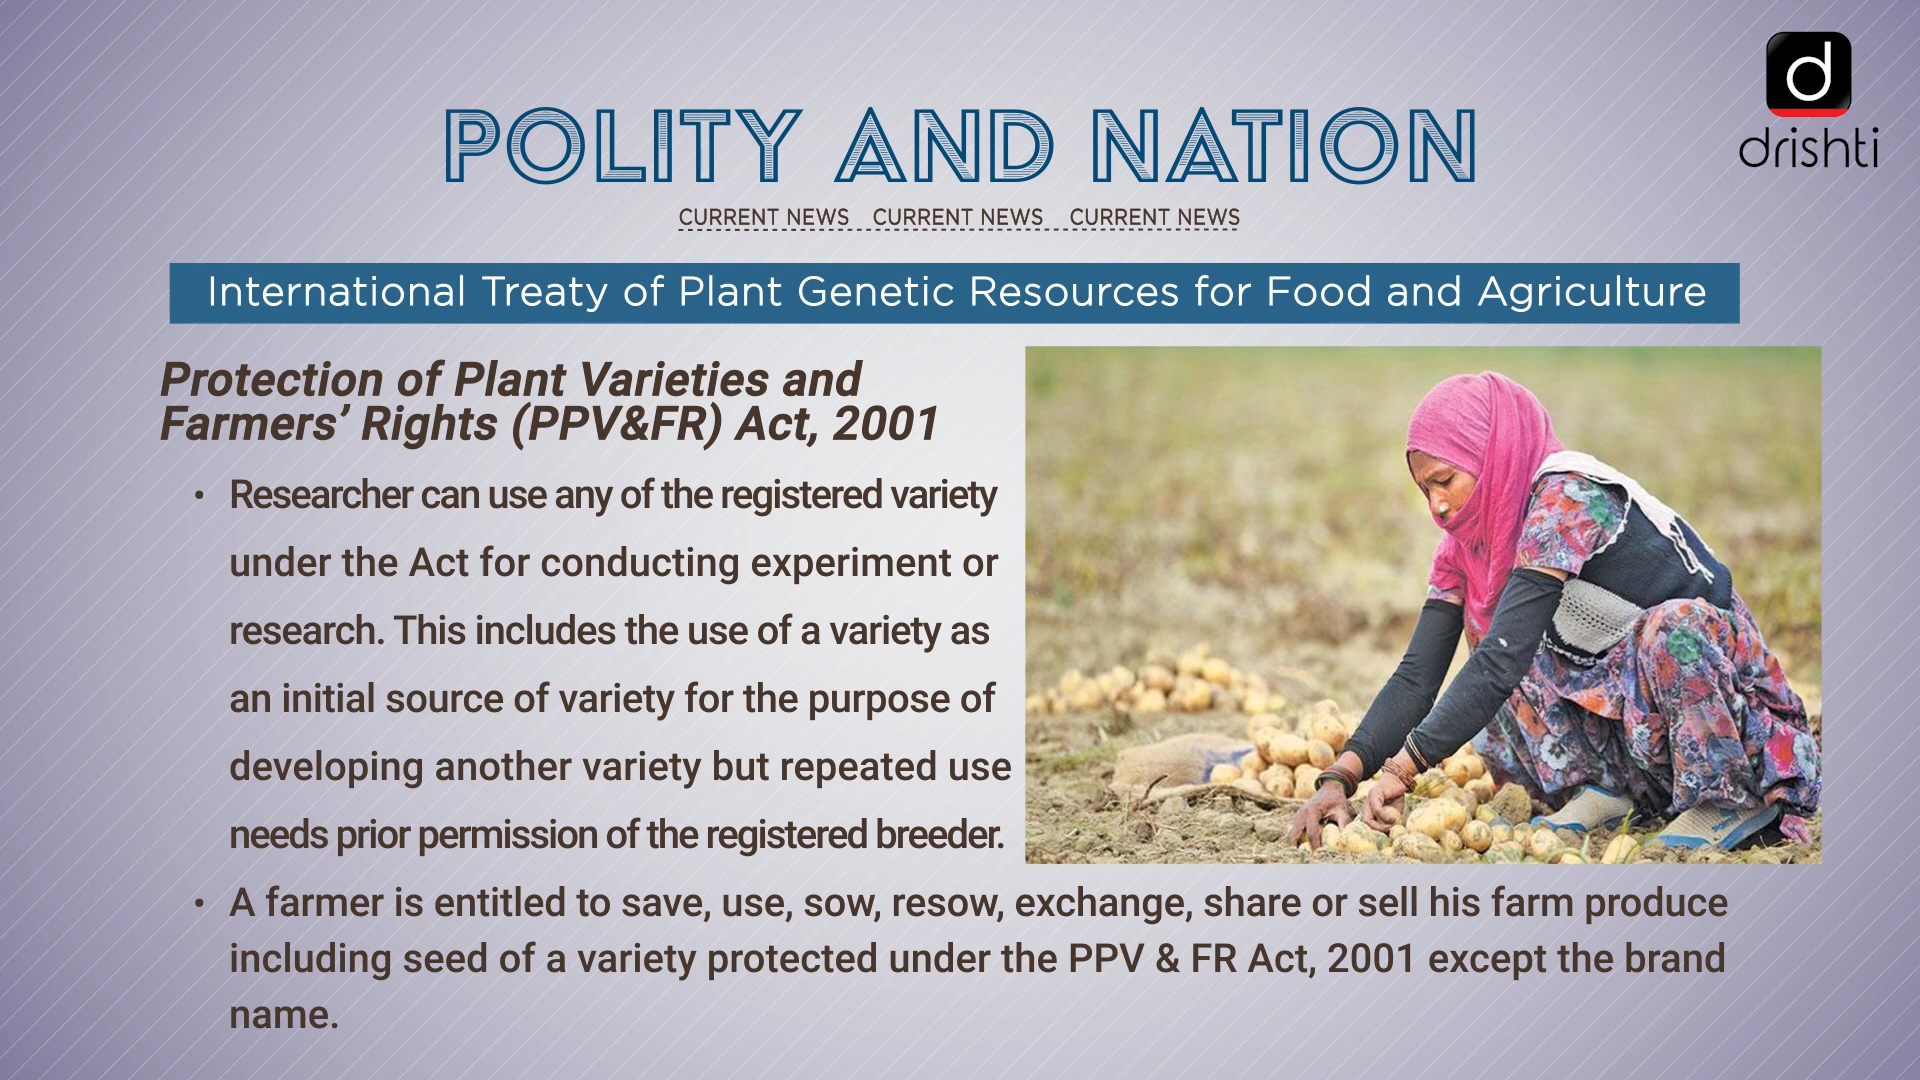 d
drishti
POLITY AND NATION
CURRENT NEWS CURRENT NEWS CURRENT NEWS
International Treaty of Plant Genetic Resources for Food and Agriculture
Protection of Plant Varieties and
Farmers’ Rights (PPV&FR) Act, 2001
• Researcher can use any of the registered variety
under the Act for conducting experiment or
research. This includes the use of a variety as
an initial source of variety for the purpose of
developing another variety but repeated use
needs prior permission of the registered breeder.
• A farmer is entitled to save, use, sow, resow, exchange, share or sell his farm produce
including seed of a variety protected under the PPV & FR Act, 2001 except the brand
name.